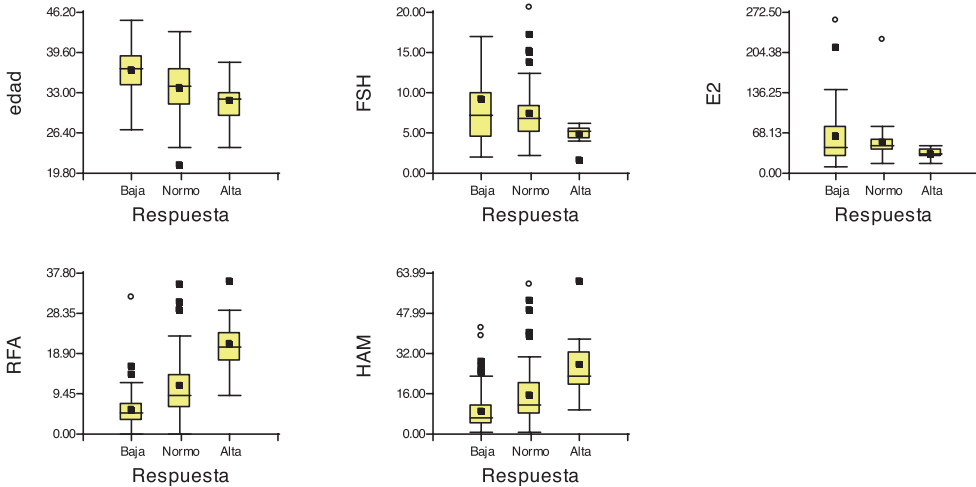 edad
46.20
39.60
33.00
26.40
19.80
Baja Normo Alta
Respuesta
FSH
20.00
15.00
10.00
5.00
0.00
Baja Normo Alta
Respuesta
E2
272.50
204.38
136.25
68.13
0.00
Baja Normo Alta
Respuesta
RFA
37.80
28.35
18.90
9.45
0.00
Baja Normo Alta
Respuesta
HAM
63.99
47.99
32.00
16.00
0.00
Baja Normo Alta
Respuesta